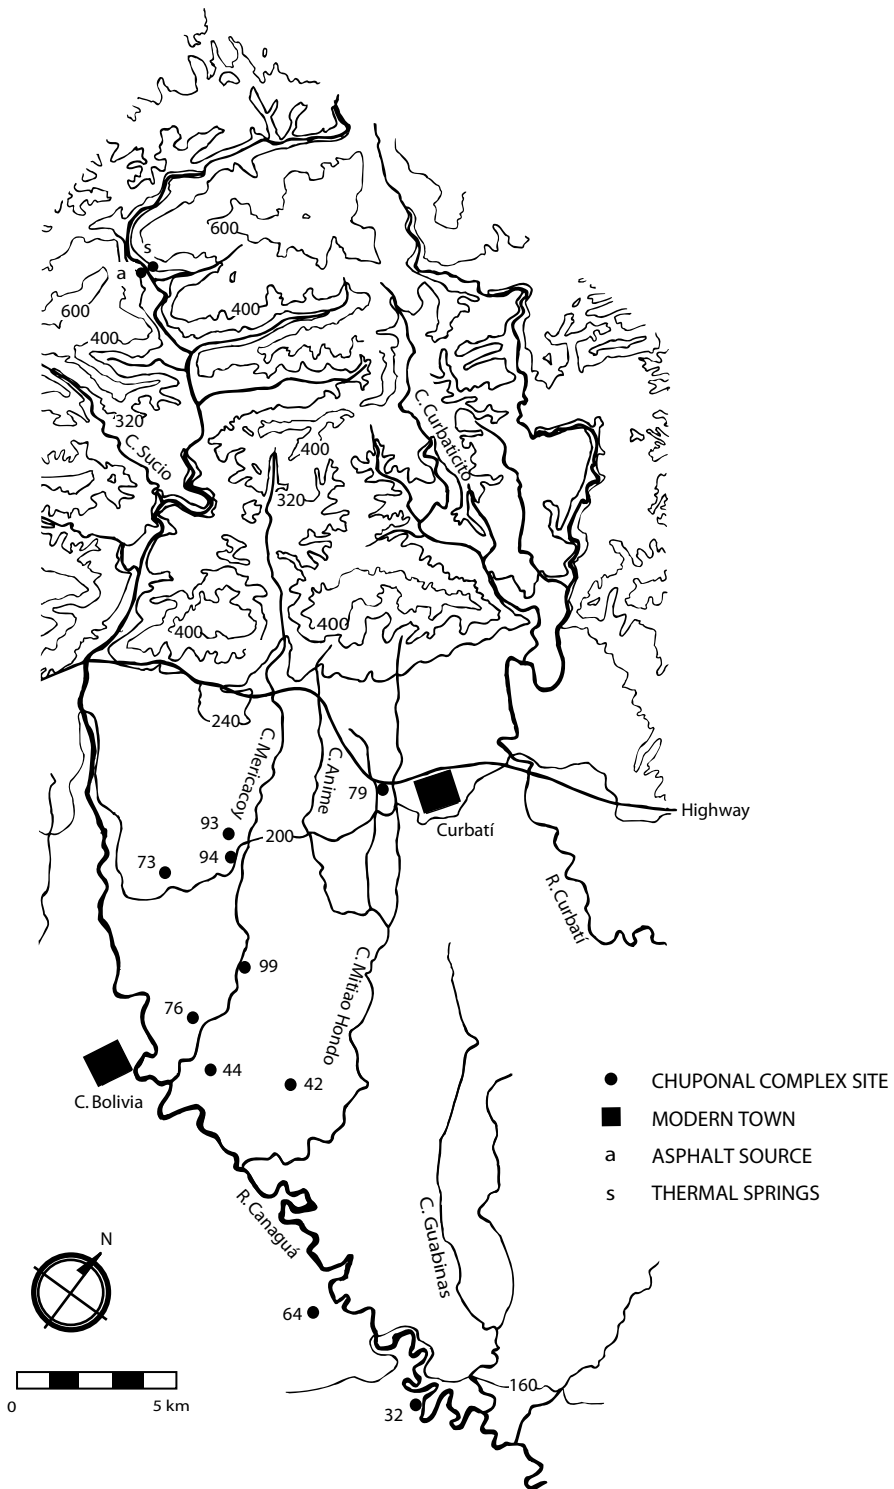 600
s
a
600
400
400
320
C. Sucio
C. Curbaticito
400
320
400
400
240
C. Mericacoy
C. Anime
79
Highway
93
200
Curbatí
94
73
R. Curbatí
99
C. Mitiao Hondo
76
44
42
C. Bolivia
CHUPONAL COMPLEX SITE
MODERN TOWN
a ASPHALT SOURCE
s THERMAL SPRINGS
R. Canaguá
C. Guabinas
N
64
160
0 5 km
32